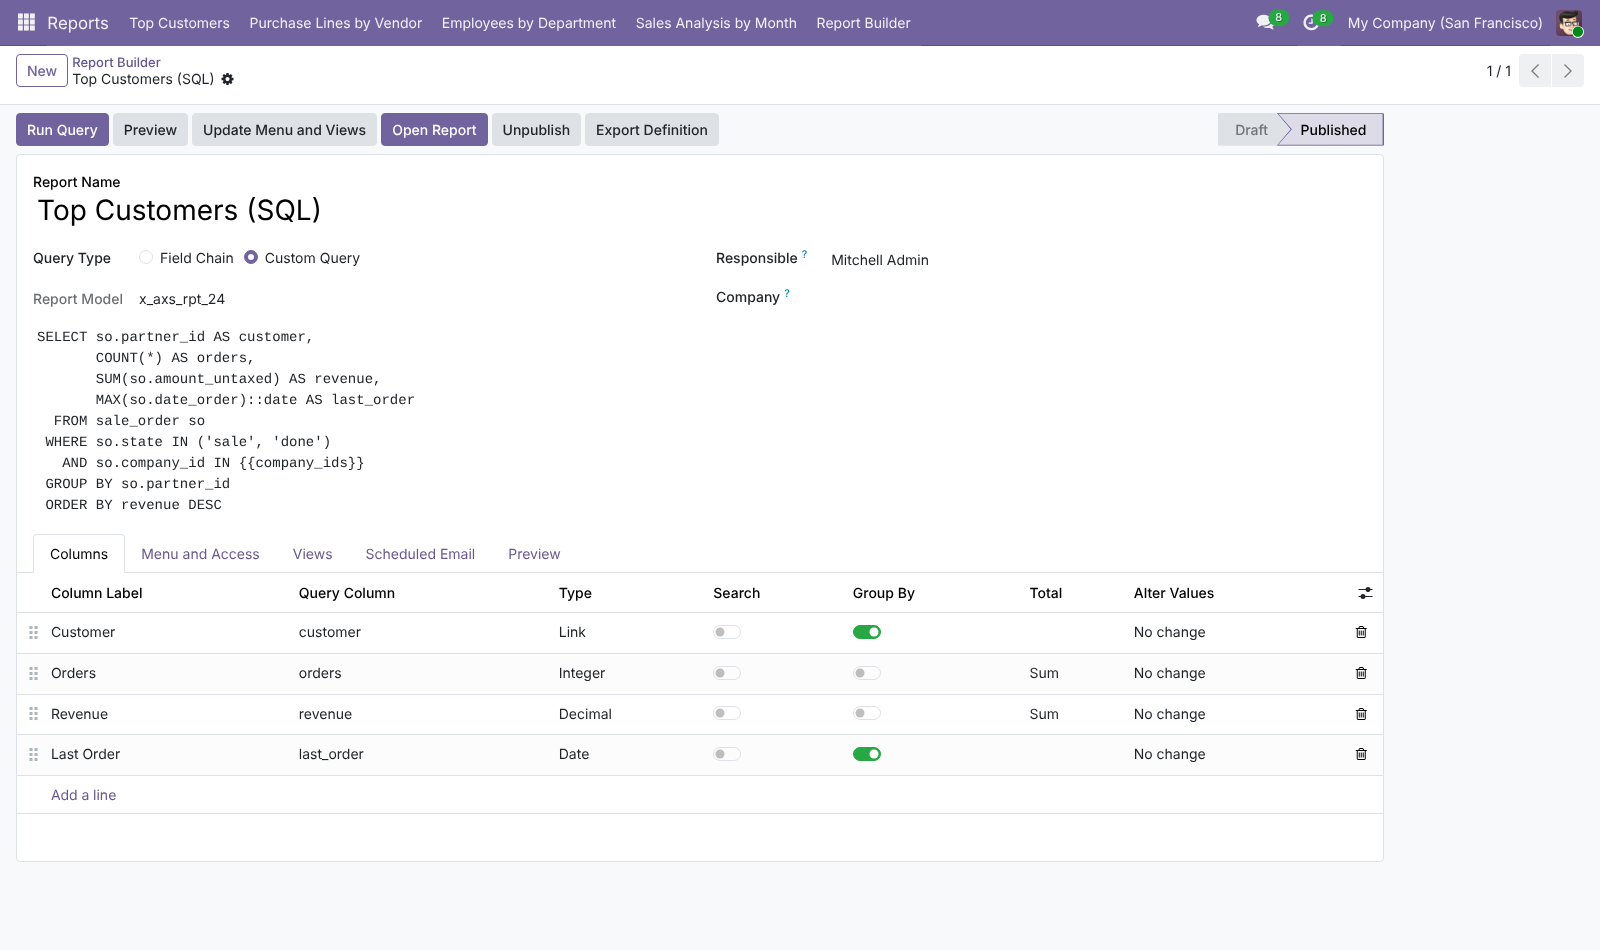 Reports Top Customers Purchase Lines by Vendor Employees by Department Sales Analysis by Month Report Builder 8 8 My Company (San Francisco)
New Report Builder
Top Customers (SQL)
1 / 1
Run Query Preview Update Menu and Views Open Report Unpublish Export Definition Draft Published
Report Name
Top Customers (SQL)
Query Type Field Chain Custom Query Responsible ? Mitchell Admin
Report Model x_axs_rpt_24 Company ?
SELECT so.partner_id AS customer,
COUNT(*) AS orders,
SUM(so.amount_untaxed) AS revenue,
MAX(so.date_order)::date AS last_order
FROM sale_order so
WHERE so.state IN ('sale', 'done')
AND so.company_id IN {{company_ids}}
GROUP BY so.partner_id
ORDER BY revenue DESC
Columns Menu and Access Views Scheduled Email Preview
Column Label Query Column Type Search Group By Total Alter Values
Customer customer Link No change
Orders orders Integer Sum No change
Revenue revenue Decimal Sum No change
Last Order last_order Date No change
Add a line